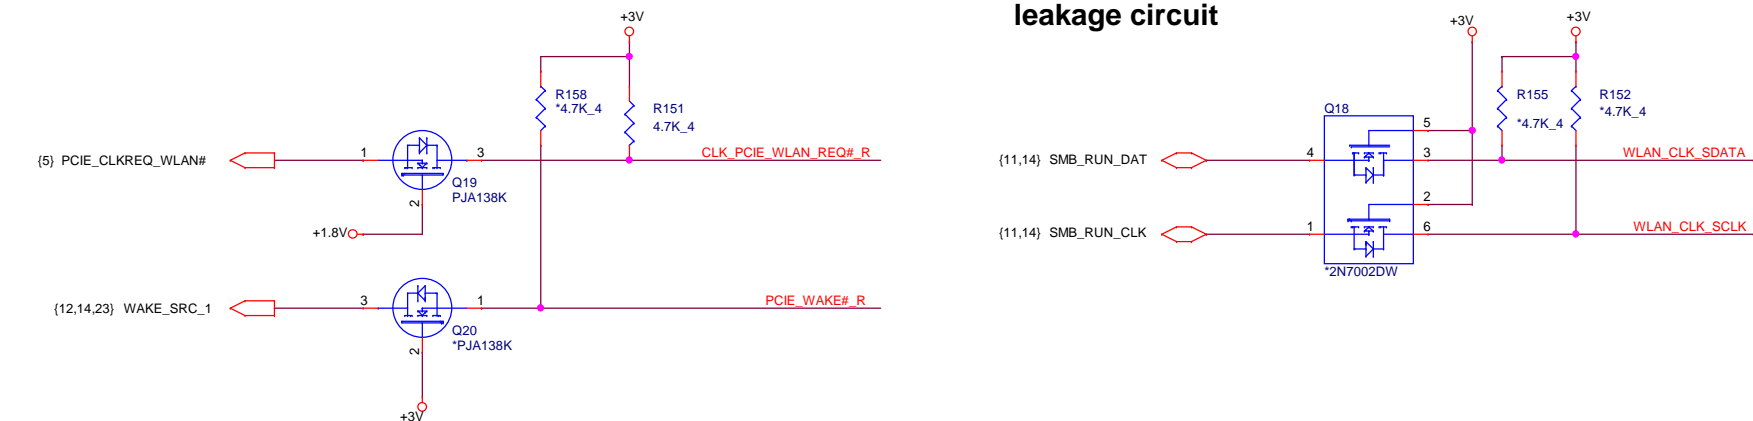 leakage circuit
+3V
R158
*4.7K_4
R151
4.7K_4
{5} PCIE_CLKREQ_WLAN#
1
3
CLK_PCIE_WLAN_REQ#_R
Q19
PJA138K
2
+1.8V
{12,14,23} WAKE_SRC_1
3
1
PCIE_WAKE#_R
Q20
*PJA138K
2
+3V
+3V
+3V
R155
*4.7K_4
R152
*4.7K_4
Q18
5
{11,14} SMB_RUN_DAT
4
3
WLAN_CLK_SDATA
2
{11,14} SMB_RUN_CLK
1
6
WLAN_CLK_SCLK
*2N7002DW